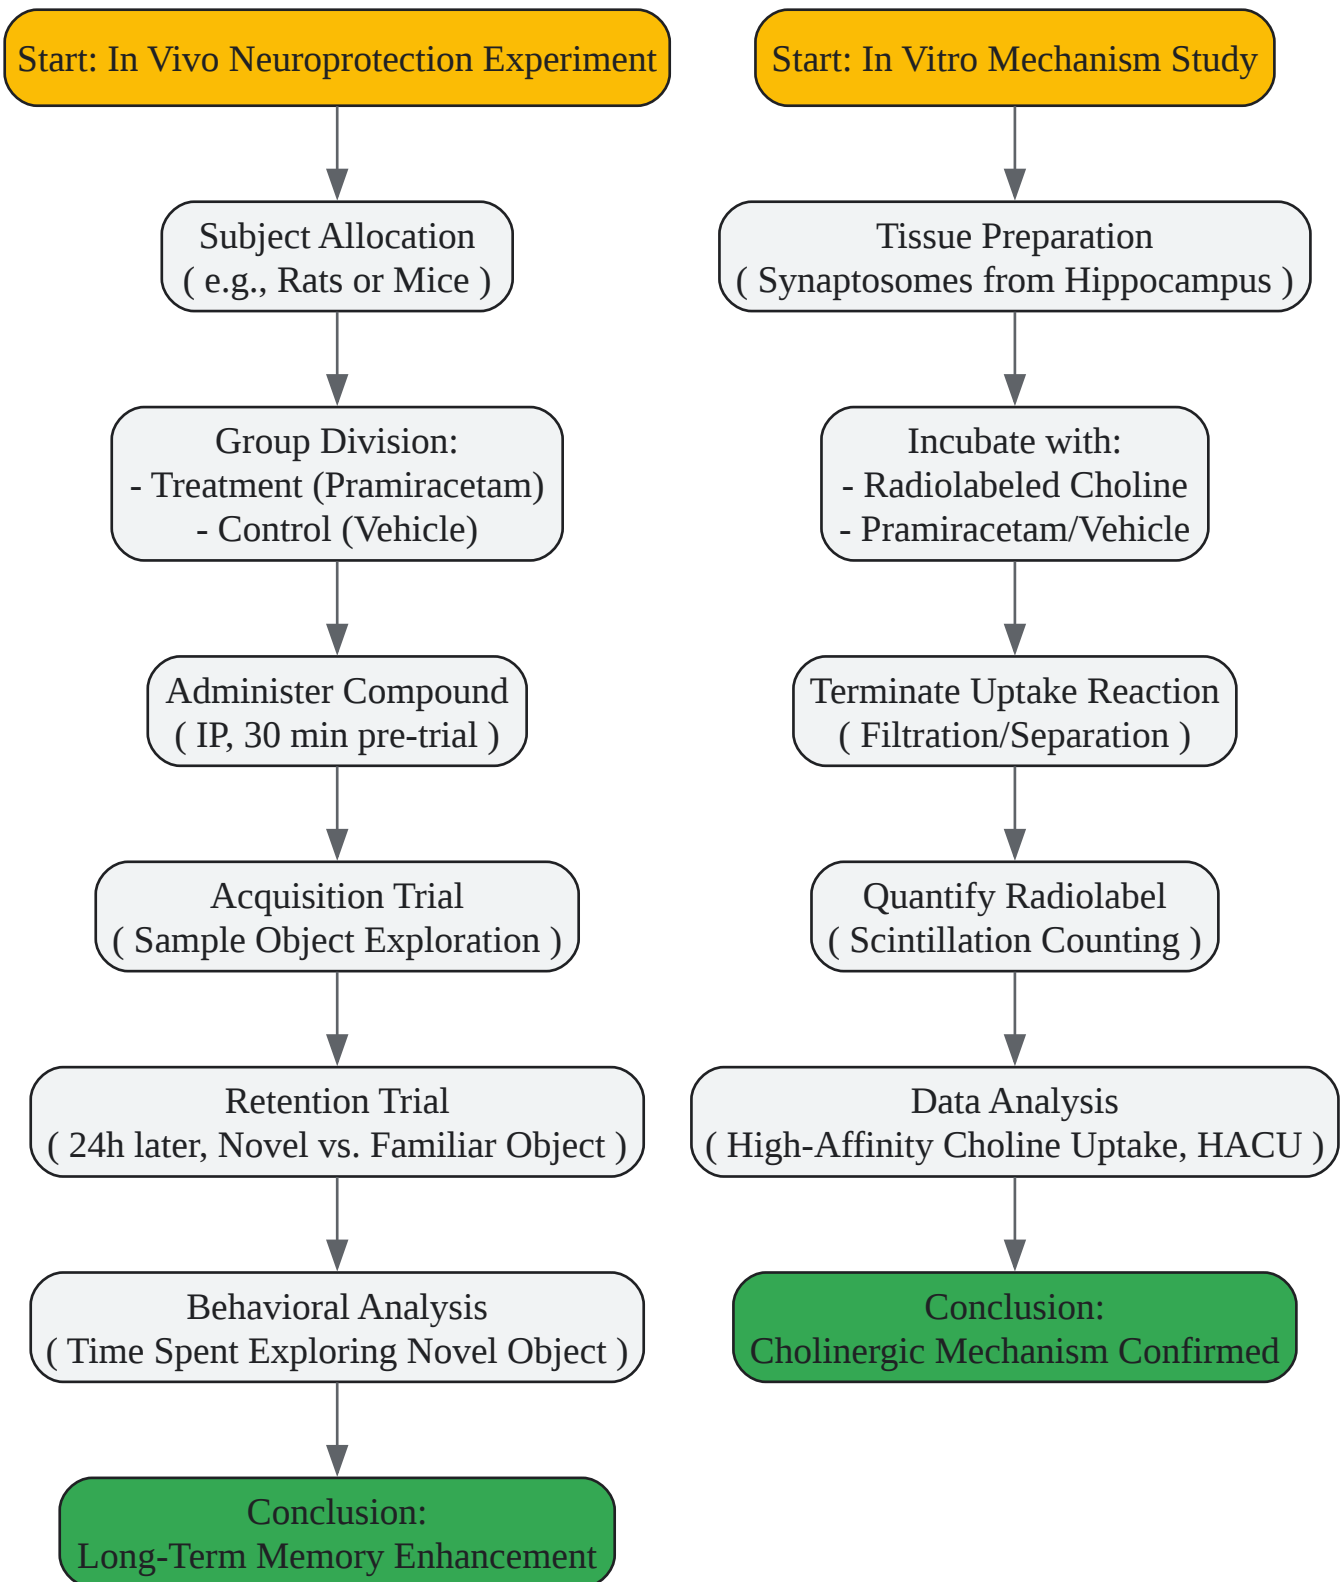 Start: In Vivo Neuroprotection Experiment
Subject Allocation
( e.g., Rats or Mice )
Group Division:
- Treatment (Pramiracetam)
- Control (Vehicle)
Administer Compound
( IP, 30 min pre-trial )
Acquisition Trial
( Sample Object Exploration )
Retention Trial
( 24h later, Novel vs. Familiar Object )
Behavioral Analysis
( Time Spent Exploring Novel Object )
Conclusion:
Long-Term Memory Enhancement
Start: In Vitro Mechanism Study
Tissue Preparation
( Synaptosomes from Hippocampus )
Incubate with:
- Radiolabeled Choline
- Pramiracetam/Vehicle
Terminate Uptake Reaction
( Filtration/Separation )
Quantify Radiolabel
( Scintillation Counting )
Data Analysis
( High-Affinity Choline Uptake, HACU )
Conclusion:
Cholinergic Mechanism Confirmed